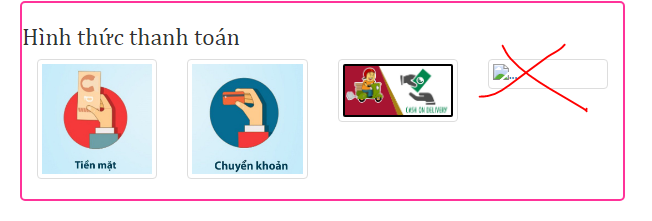 Hình thức thanh toán
Tiền mặt
Chuyển khoản
CASH ON DELIVERY
...